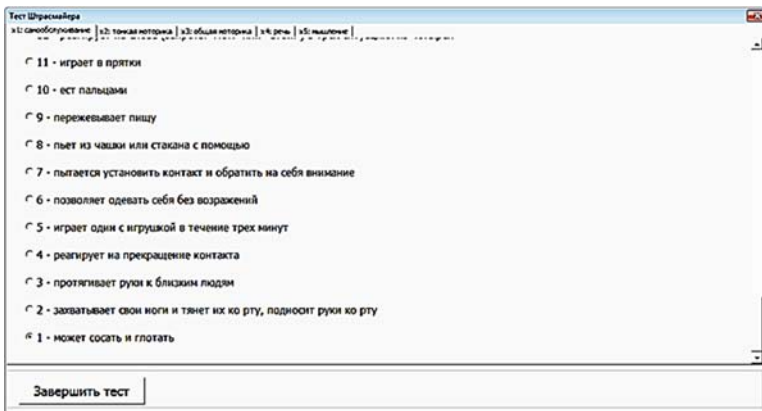 Тест Штрасмайера
x1: самообслуживание x2: тонкая моторика x3: общая моторика x4: речь x5: мышление
11 - играет в прятки
10 - ест пальцами
9 - пережевывает пищу
8 - пьет из чашки или стакана с помощью
7 - пытается установить контакт и обратить на себя внимание
6 - позволяет одевать себя без возражений
5 - играет один с игрушкой в течение трех минут
4 - реагирует на прекращение контакта
3 - протягивает руки к близким людям
2 - захватывает свои ноги и тянет их ко рту, подносит руки ко рту
1 - может сосать и глотать
Завершить тест